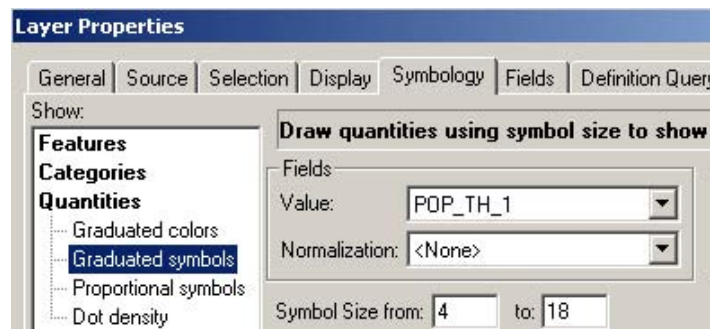 Layer Properties
General Source Selection Display Symbology Fields Definition Query
Show:
Features
Categories
Quantities
Graduated colors
Graduated symbols
Proportional symbols
Dot density
Draw quantities using symbol size to show
Fields
Value: POP_TH_1
Normalization: <None>
Symbol Size from: 4 to: 18